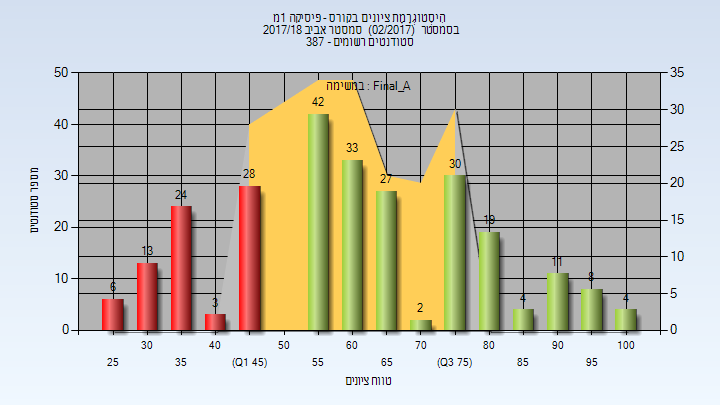 היסטוגרמת ציונים בקורס - פיסיקה 1מ
בסמסטר (02/2017) סמסטר אביב 2017/18
סטודנטים רשומים - 387
במשימה : Final_A
50 40 30 20 10 0
35 30 25 20 15 10 5 0
מספר סטודנטים
6 13 24 3 28 42 33 27 2 30 19 4 11 8 4
30 40 50 60 70 80 90 100
25 35 (Q1 45) 55 65 (Q3 75) 85 95
טווח ציונים